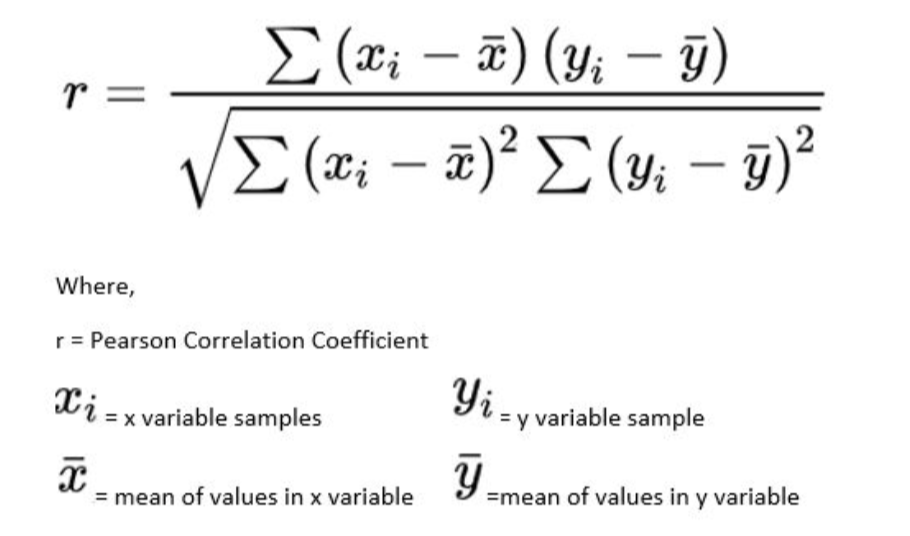 r = ∑ (xᵢ − x̄) (yᵢ − ȳ) / √ ∑ (xᵢ − x̄)² ∑ (yᵢ − ȳ)²
Where,
r = Pearson Correlation Coefficient
xᵢ = x variable samples yᵢ = y variable sample
x̄ = mean of values in x variable ȳ =mean of values in y variable